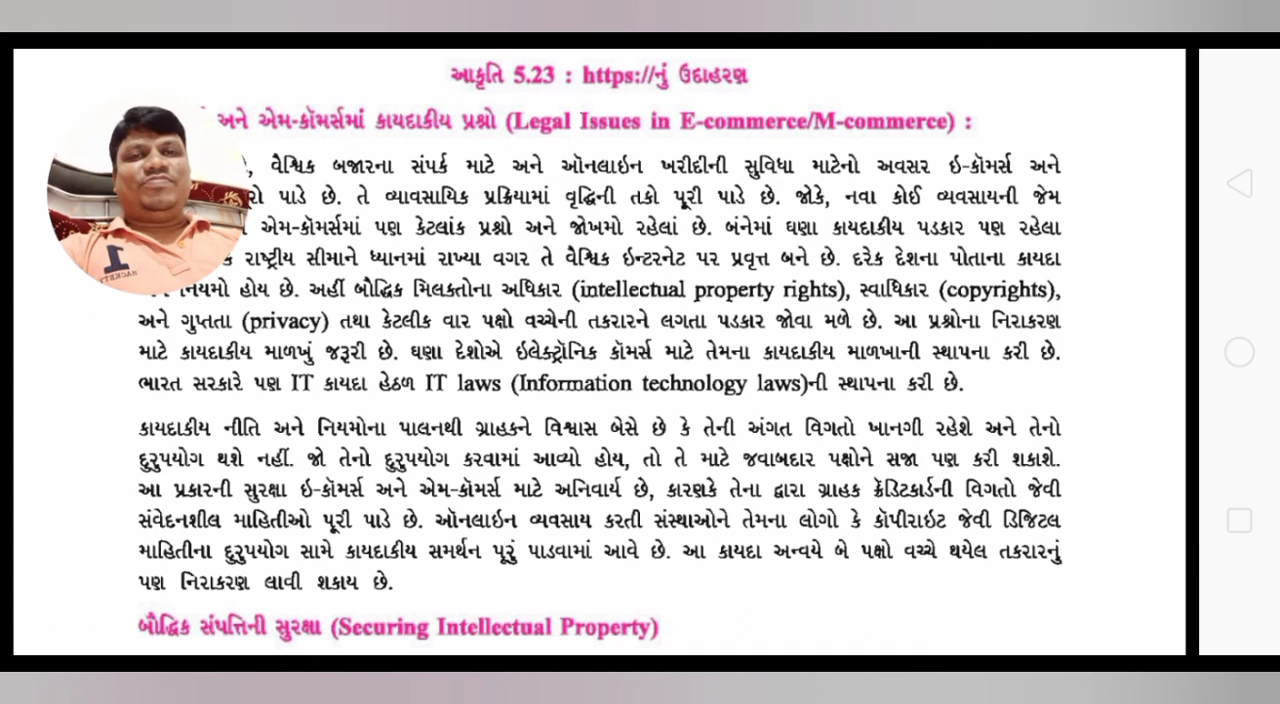 આકૃતિ 5.23 : https://નું ઉદાહરણ
અને એમ-કૉમર્સમાં કાયદાકીય પ્રશ્નો (Legal Issues in E-commerce/M-commerce) :
વૈશ્વિક બજારના સંપર્ક માટે અને ઑનલાઇન ખરીદીની સુવિધા માટેનો અવસર ઇ-કૉમર્સ અને
પાડે છે. તે વ્યાવસાયિક પ્રક્રિયામાં વૃદ્ધિની તકો પૂરી પાડે છે. જોકે, નવા કોઈ વ્યવસાયની જેમ
એમ-કૉમર્સમાં પણ કેટલાંક પ્રશ્નો અને જોખમો રહેલાં છે. બંનેમાં ઘણા કાયદાકીય પડકાર પણ રહેલા
રાષ્ટ્રીય સીમાને ધ્યાનમાં રાખ્યા વગર તે વૈશ્વિક ઇન્ટરનેટ પર પ્રવૃત્ત બને છે. દરેક દેશના પોતાના કાયદા
નિયમો હોય છે. અહીં બૌદ્ધિક મિલકતોના અધિકાર (intellectual property rights), સ્વાધિકાર (copyrights),
અને ગુપ્તતા (privacy) તથા કેટલીક વાર પક્ષો વચ્ચેની તકરારને લગતા પડકાર જોવા મળે છે. આ પ્રશ્નોના નિરાકરણ
માટે કાયદાકીય માળખું જરૂરી છે. ઘણા દેશોએ ઇલેક્ટ્રૉનિક કૉમર્સ માટે તેમના કાયદાકીય માળખાની સ્થાપના કરી છે.
ભારત સરકારે પણ IT કાયદા હેઠળ IT laws (Information technology laws)ની સ્થાપના કરી છે.
કાયદાકીય નીતિ અને નિયમોના પાલનથી ગ્રાહકને વિશ્વાસ બેસે છે કે તેની અંગત વિગતો ખાનગી રહેશે અને તેનો
દુરુપયોગ થશે નહીં. જો તેનો દુરુપયોગ કરવામાં આવ્યો હોય, તો તે માટે જવાબદાર પક્ષોને સજા પણ કરી શકાશે.
આ પ્રકારની સુરક્ષા ઇ-કૉમર્સ અને એમ-કૉમર્સ માટે અનિવાર્ય છે, કારણકે તેના દ્વારા ગ્રાહક ક્રૅડિટકાર્ડની વિગતો જેવી
સંવેદનશીલ માહિતીઓ પૂરી પાડે છે. ઑનલાઇન વ્યવસાય કરતી સંસ્થાઓને તેમના લોગો કે કૉપીરાઇટ જેવી ડિજિટલ
માહિતીના દુરુપયોગ સામે કાયદાકીય સમર્થન પૂરું પાડવામાં આવે છે. આ કાયદા અન્વયે બે પક્ષો વચ્ચે થયેલ તકરારનું
પણ નિરાકરણ લાવી શકાય છે.
બૌદ્ધિક સંપત્તિની સુરક્ષા (Securing Intellectual Property)